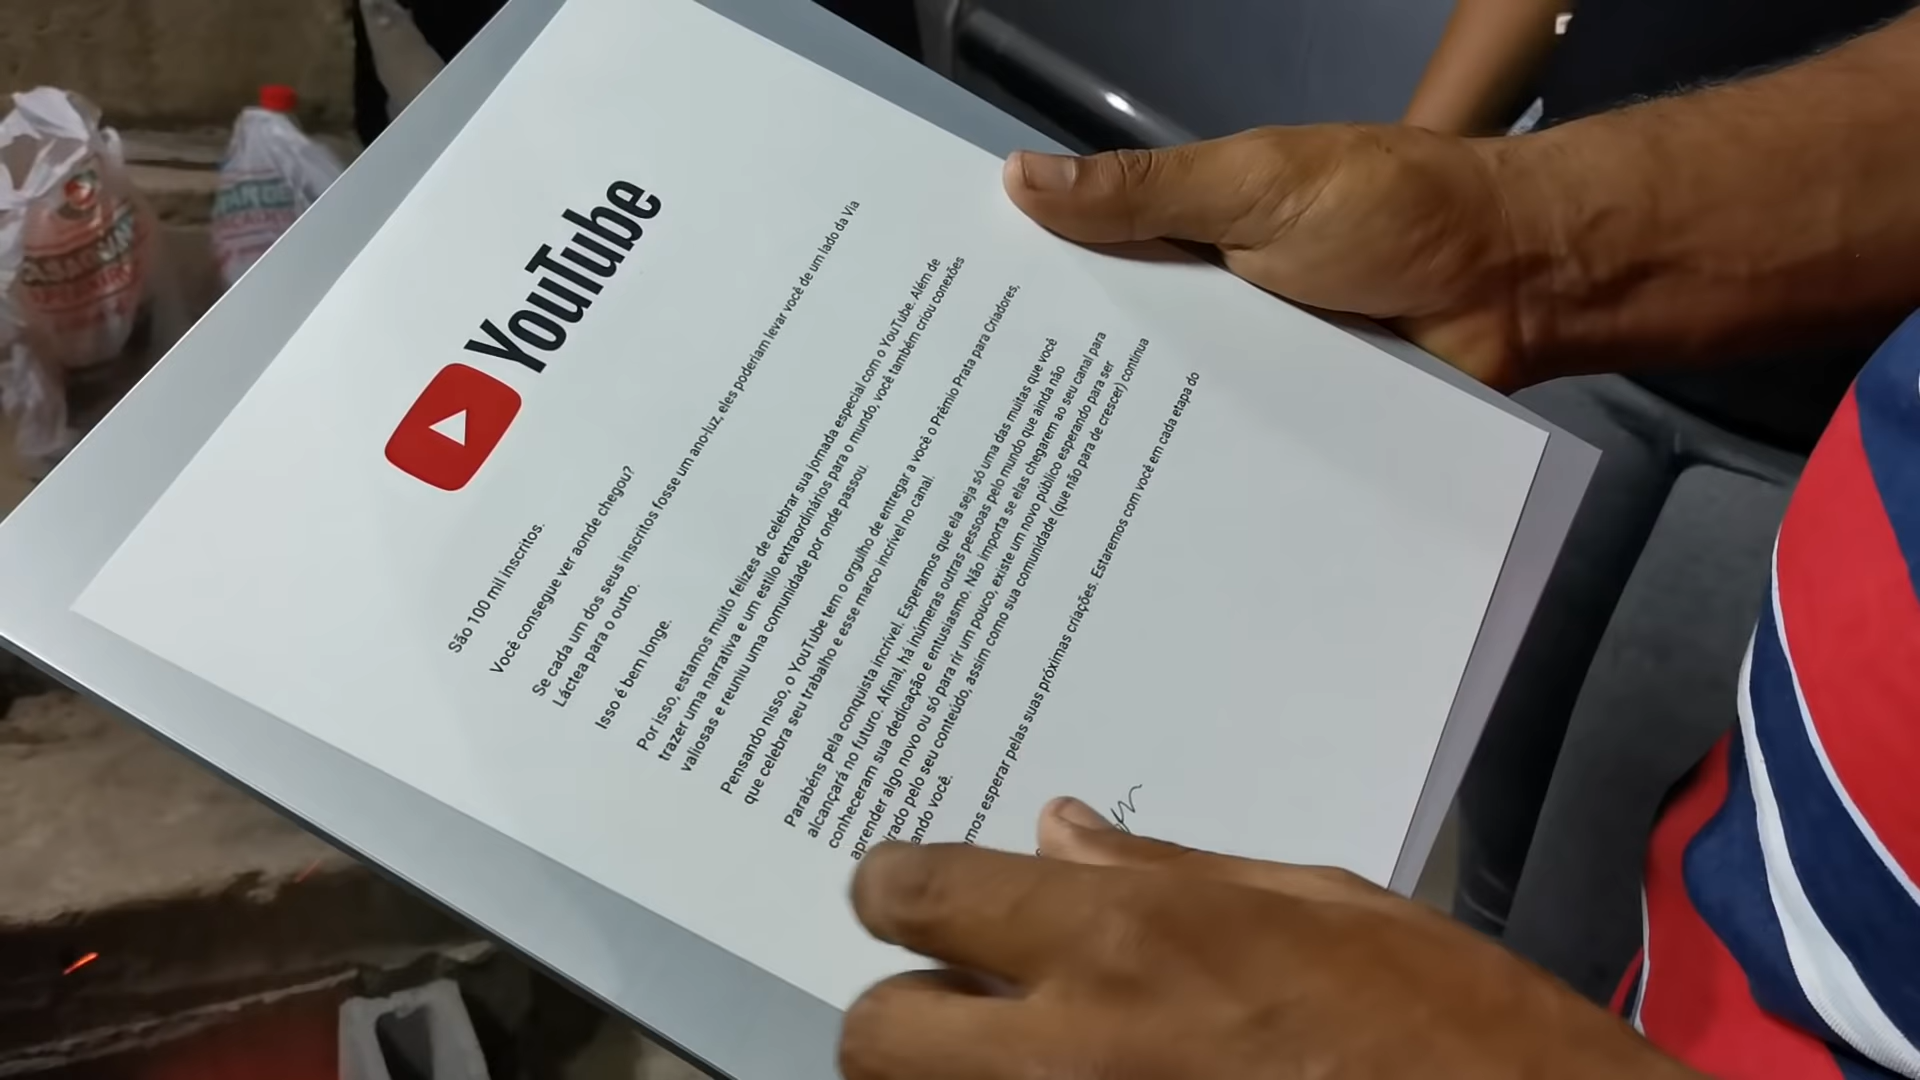 YouTube
São 100 mil inscritos.
Você consegue ver aonde chegou?
Se cada um dos seus inscritos fosse um ano-luz, eles poderiam levar você de um lado da Via
Láctea para o outro.
Isso é bem longe.
Por isso, estamos muito felizes de celebrar sua jornada especial com o YouTube. Além de
trazer uma narrativa e um estilo extraordinários para o mundo, você também criou conexões
valiosas e reuniu uma comunidade por onde passou.
Pensando nisso, o YouTube tem o orgulho de entregar a você o Prêmio Prata para Criadores,
que celebra seu trabalho e esse marco incrível no canal.
Parabéns pela conquista incrível. Esperamos que ela seja só uma das muitas que você
alcançará no futuro. Afinal, há inúmeras outras pessoas pelo mundo que ainda não
conheceram sua dedicação e entusiasmo. Não importa se elas chegarem ao seu canal para
aprender algo novo ou só para rir um pouco, existe um novo público esperando para ser
pelo seu conteúdo, assim como sua comunidade (que não para de crescer) continua
você.
esperar pelas suas próximas criações. Estaremos com você em cada etapa do